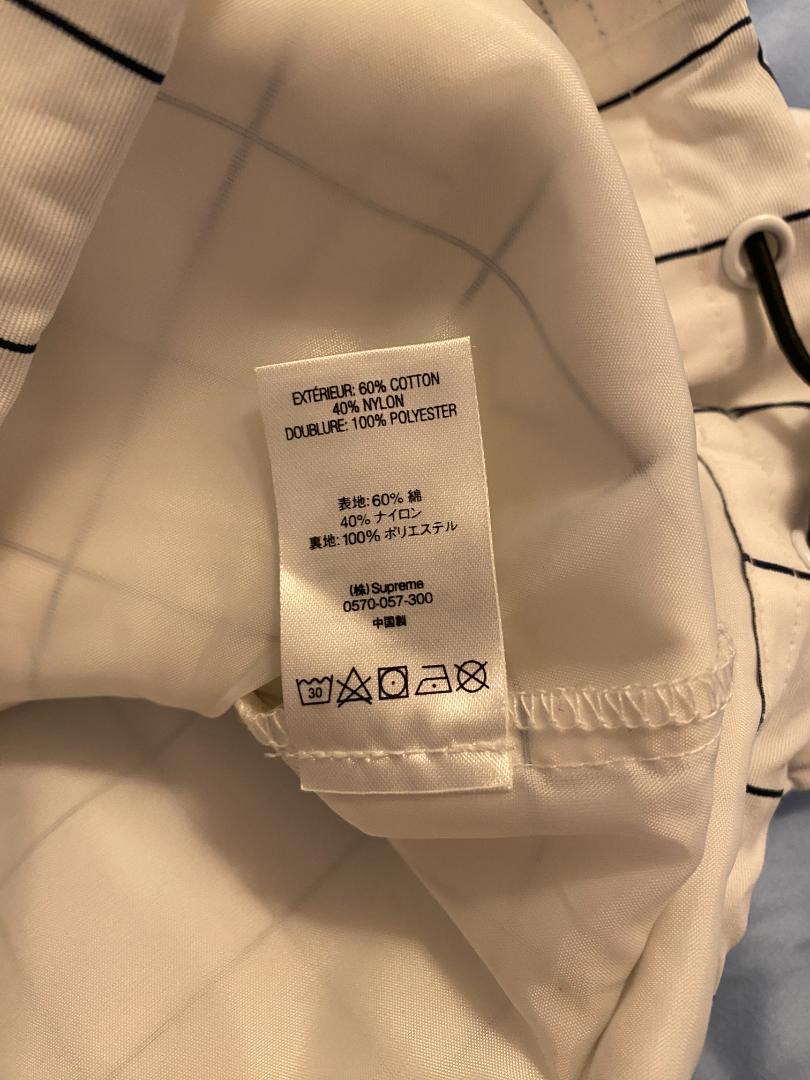 EXTÉRIEUR: 60% COTTON
40% NYLON
DOUBLURE: 100% POLYESTER
表地:60% 綿
40% ナイロン
裏地:100% ポリエステル
(株)Supreme
0570-057-300
中国製
30